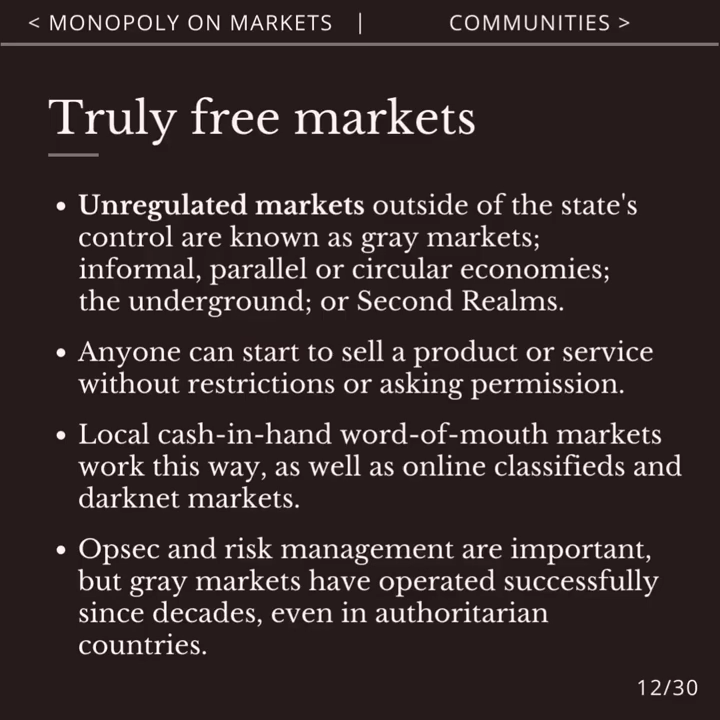 < MONOPOLY ON MARKETS | COMMUNITIES >
Truly free markets
• Unregulated markets outside of the state's
control are known as gray markets;
informal, parallel or circular economies;
the underground; or Second Realms.
• Anyone can start to sell a product or service
without restrictions or asking permission.
• Local cash-in-hand word-of-mouth markets
work this way, as well as online classifieds and
darknet markets.
• Opsec and risk management are important,
but gray markets have operated successfully
since decades, even in authoritarian
countries.
12/30